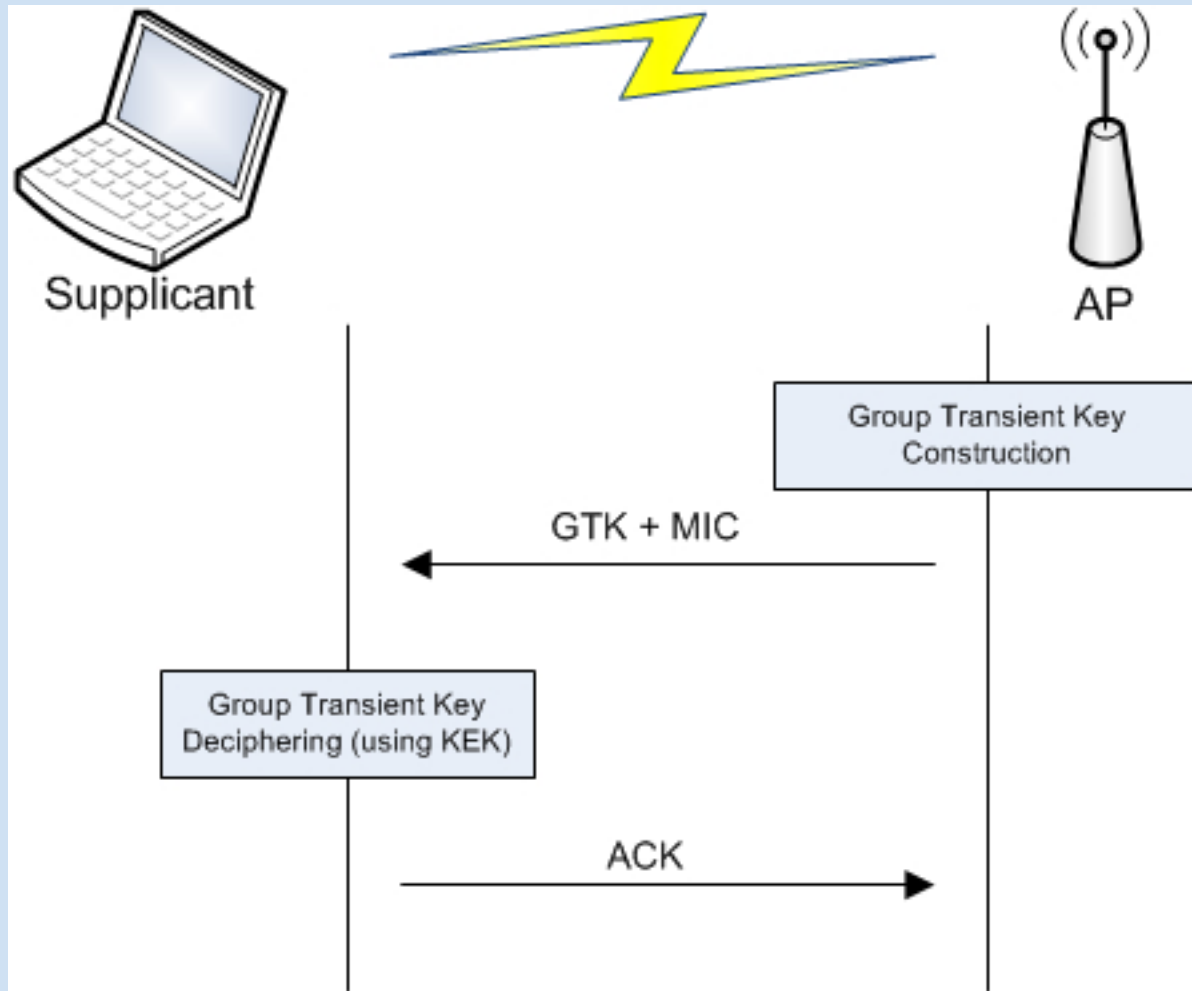 Supplicant
AP
Group Transient Key
Construction
GTK + MIC
Group Transient Key
Deciphering (using KEK)
ACK